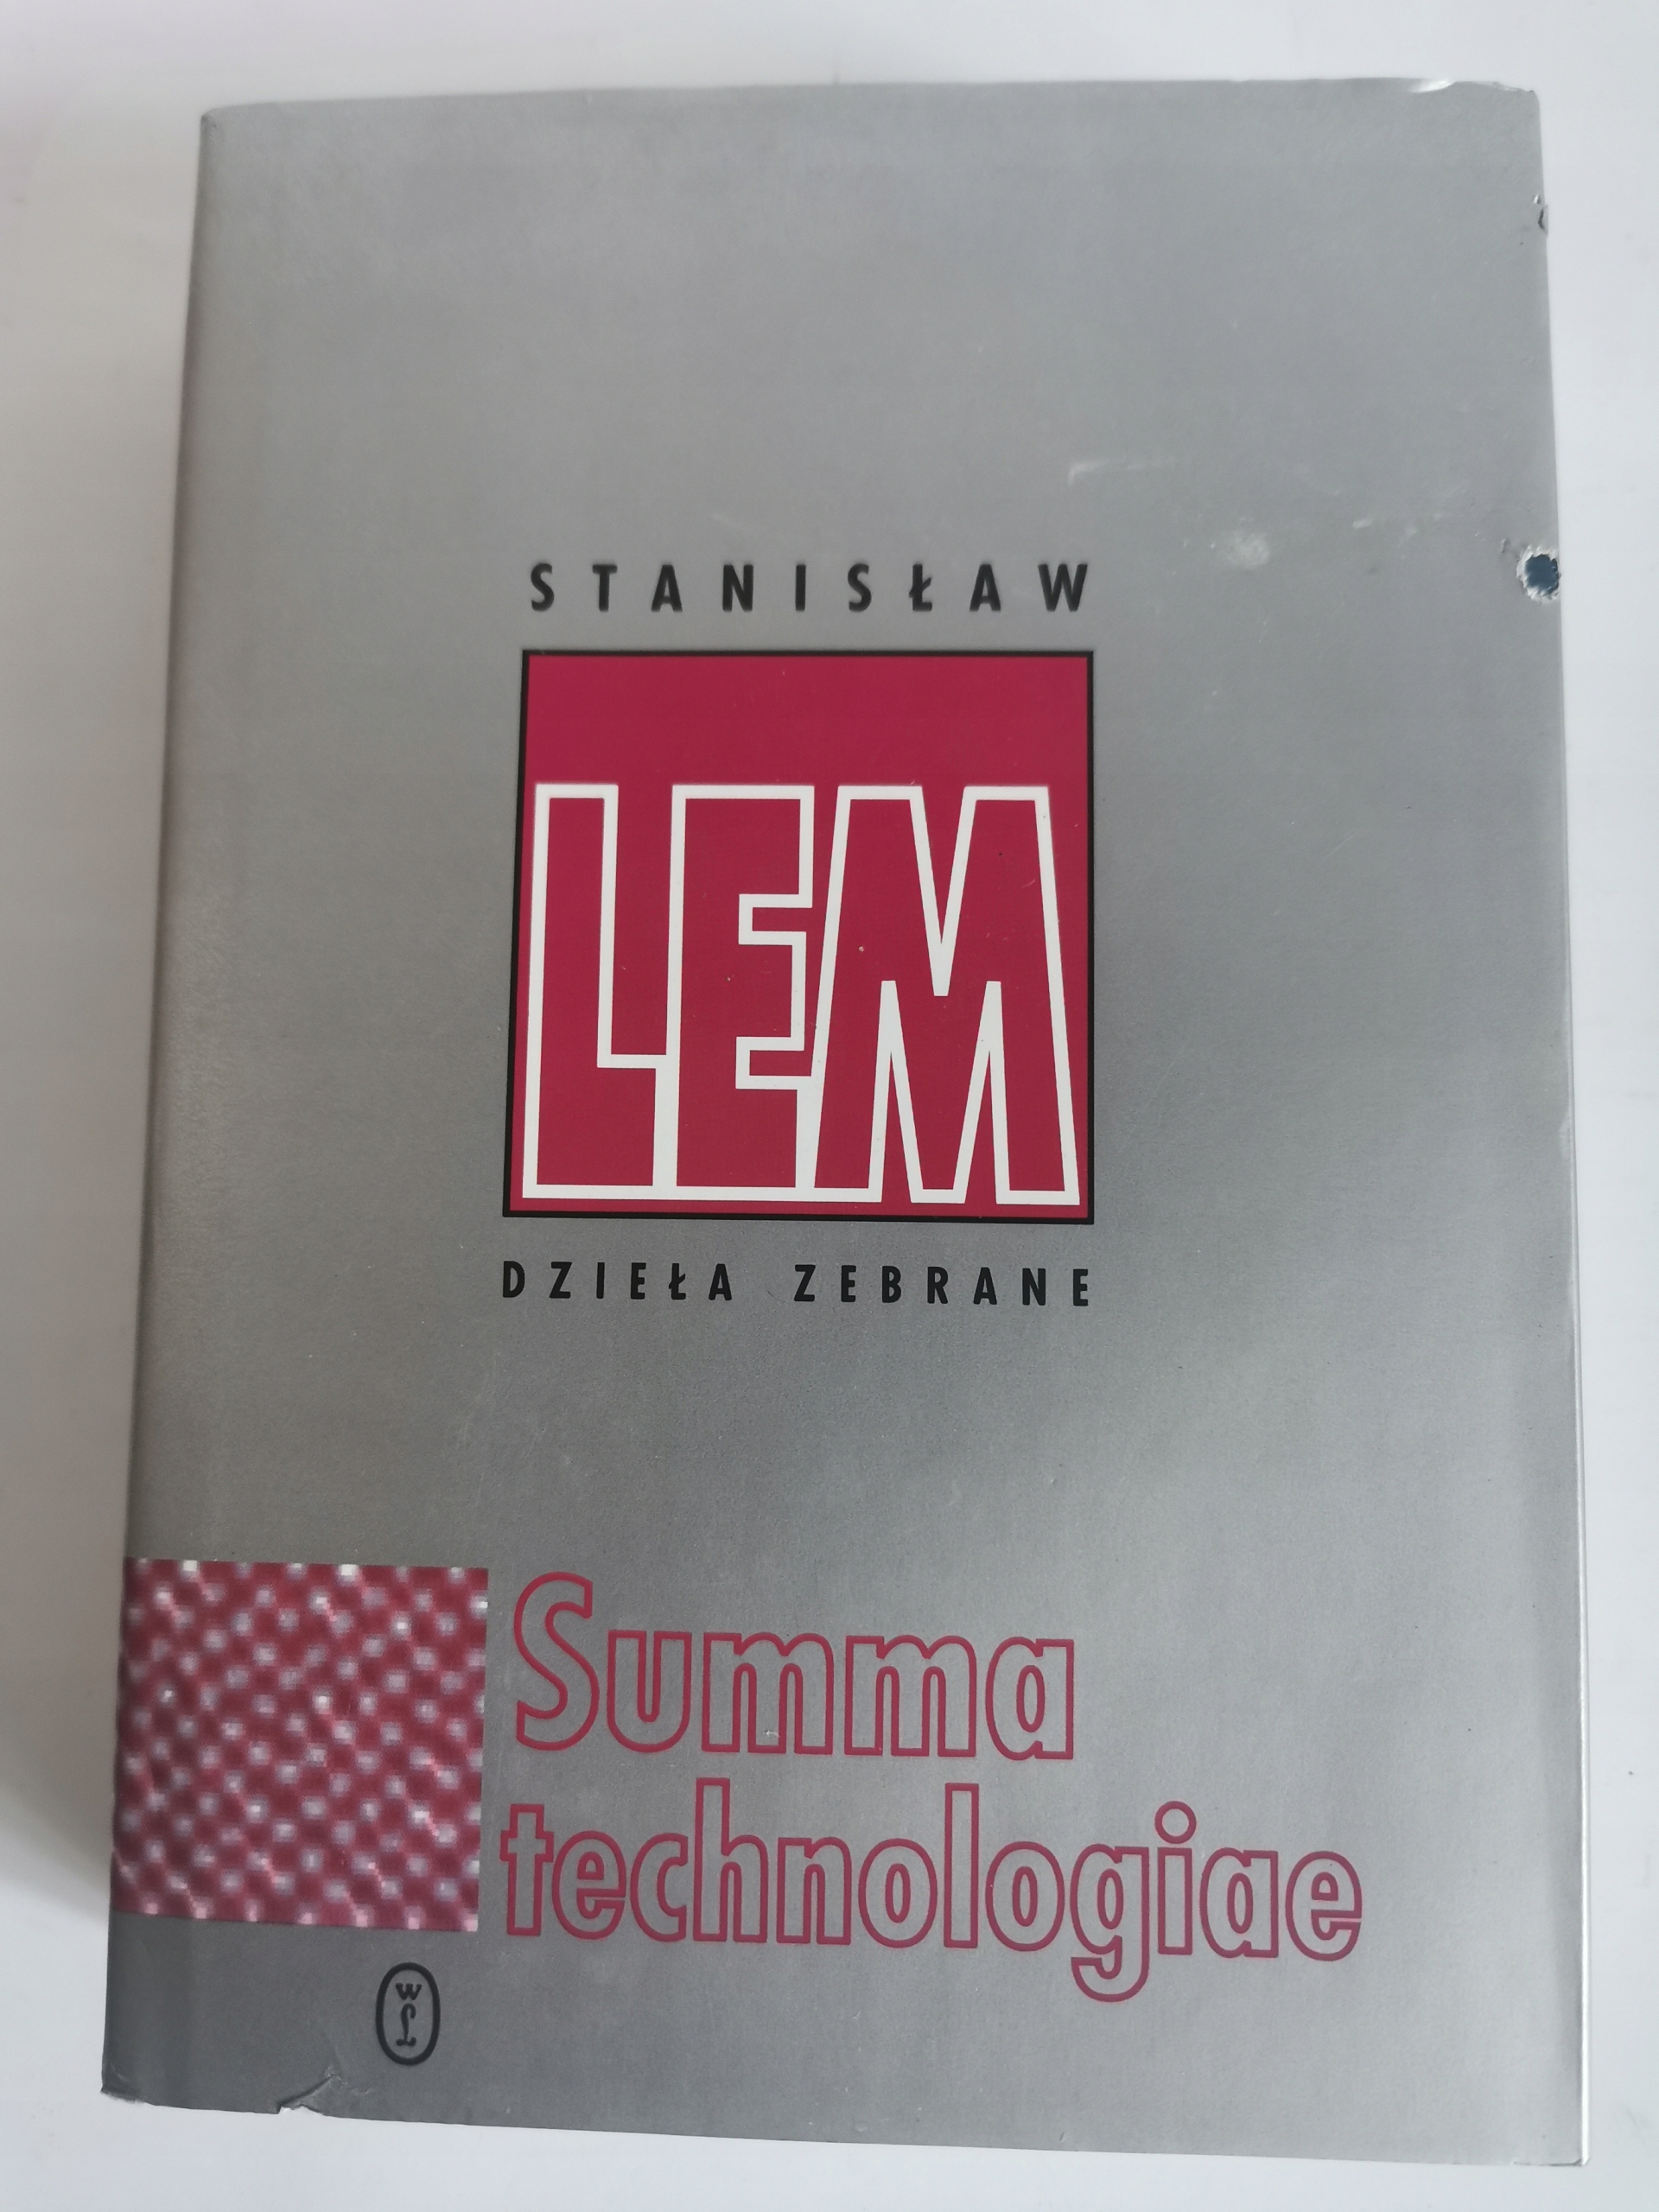 STANISŁAW
LEM
DZIEŁA ZEBRANE
Summa
technologiae
W
L